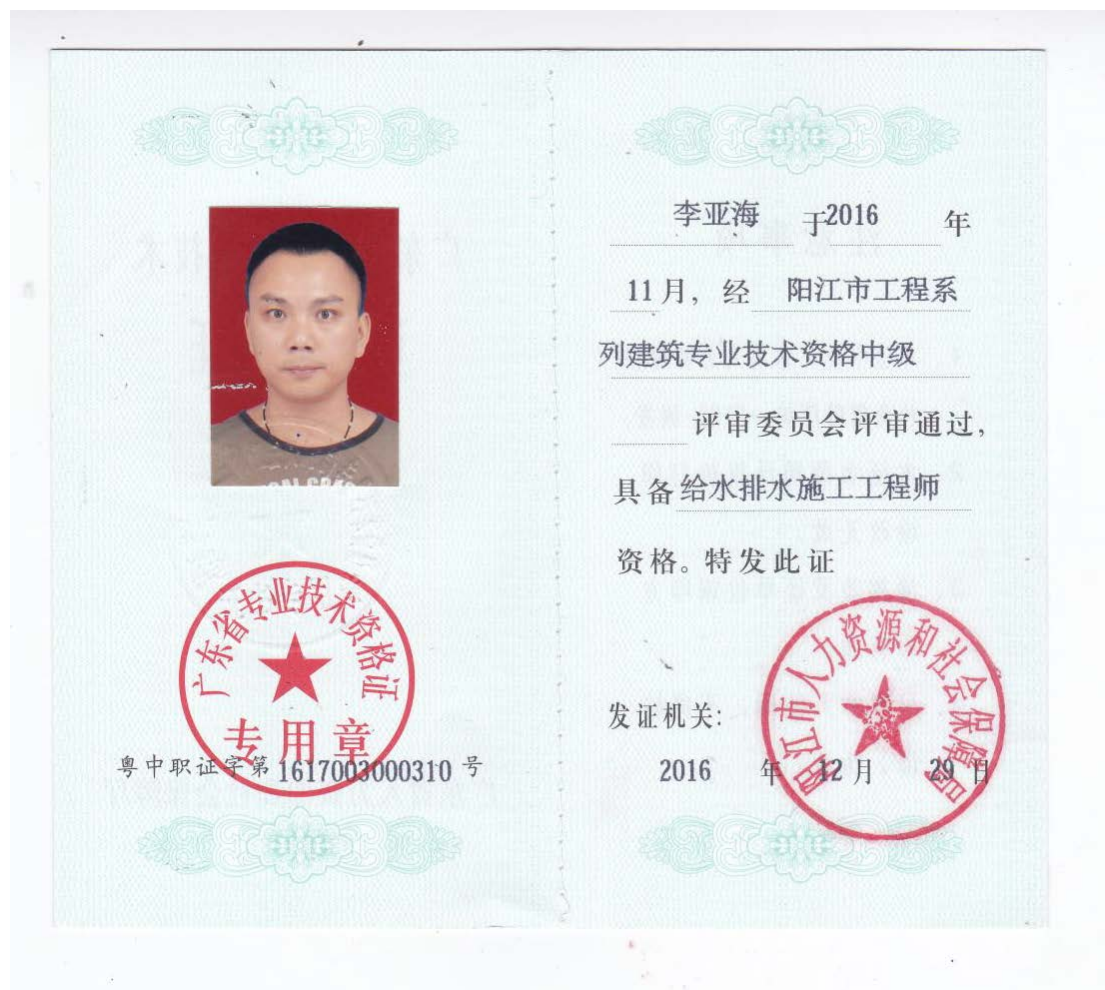 广东省专业技术资格证
专用章
粤中职证字第1617003000310号
李亚海 于2016 年
11月，经 阳江市工程系
列建筑专业技术资格中级
评审委员会评审通过，
具备给水排水施工工程师
资格。特发此证
阳江市人力资源和社会保障局
发证机关：
2016 年 12月 29日